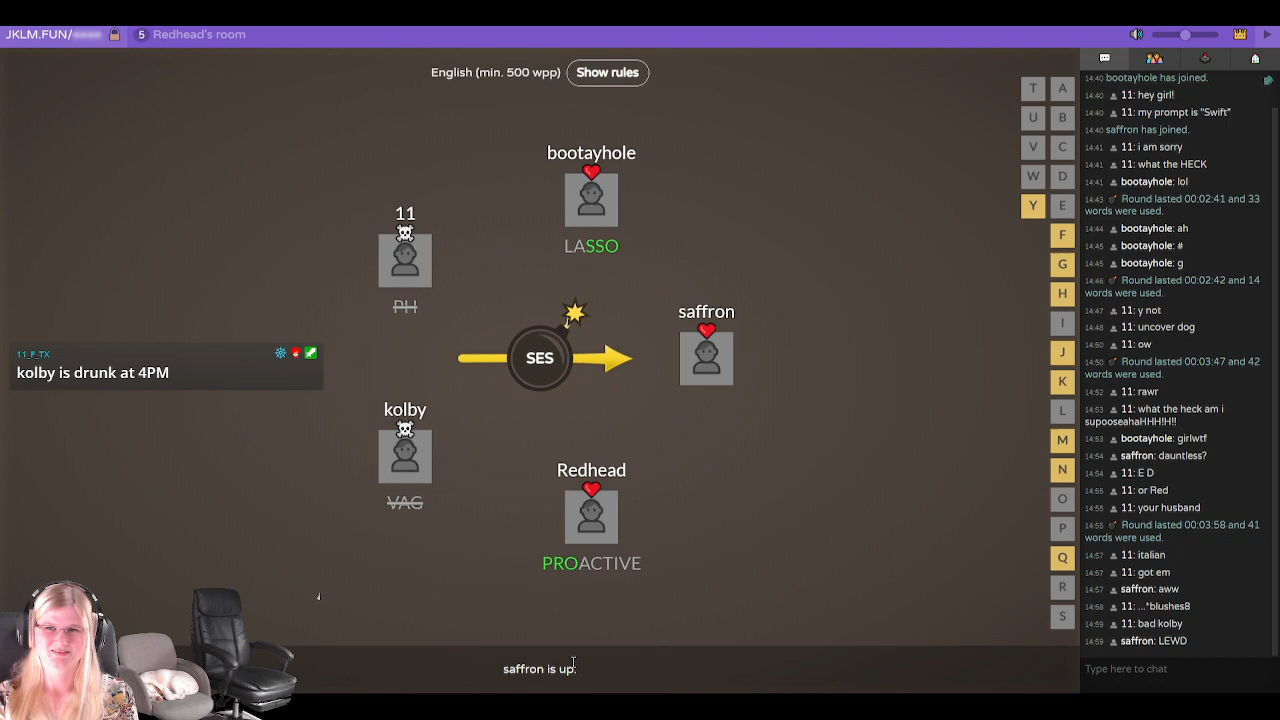 JKLM.FUN/
5 Redhead's room
English (min. 500 wpp) Show rules
bootayhole
LASSO
11
PH
saffron
SES
kolby
VAG
Redhead
PROACTIVE
11_F_TX
kolby is drunk at 4PM
saffron is up:
T A
U B
V C
W D
Y E
F
G
H
I
J
K
L
M
N
O
P
Q
R
S
14:40 bootayhole has joined.
14:40 11: hey girl!
14:40 11: my prompt is "Swift"
14:40 saffron has joined.
14:41 11: i am sorry
14:41 11: what the HECK
14:41 bootayhole: lol
14:43 Round lasted 00:02:41 and 33
words were used.
14:44 bootayhole: ah
14:45 bootayhole: #
14:45 bootayhole: g
14:46 Round lasted 00:02:42 and 14
words were used.
14:47 11: y not
14:48 11: uncover dog
14:50 11: ow
14:50 Round lasted 00:03:47 and 42
words were used.
14:52 11: rawr
14:53 11: what the heck am i
supooseahaHHH!H!!
14:53 bootayhole: girlwtf
14:54 saffron: dauntless?
14:54 11: E D
14:55 11: or Red
14:55 11: your husband
14:55 Round lasted 00:03:58 and 41
words were used.
14:57 11: italian
14:57 11: got em
14:57 saffron: aww
14:58 11: ...*blushes8
14:59 11: bad kolby
14:59 saffron: LEWD
Type here to chat